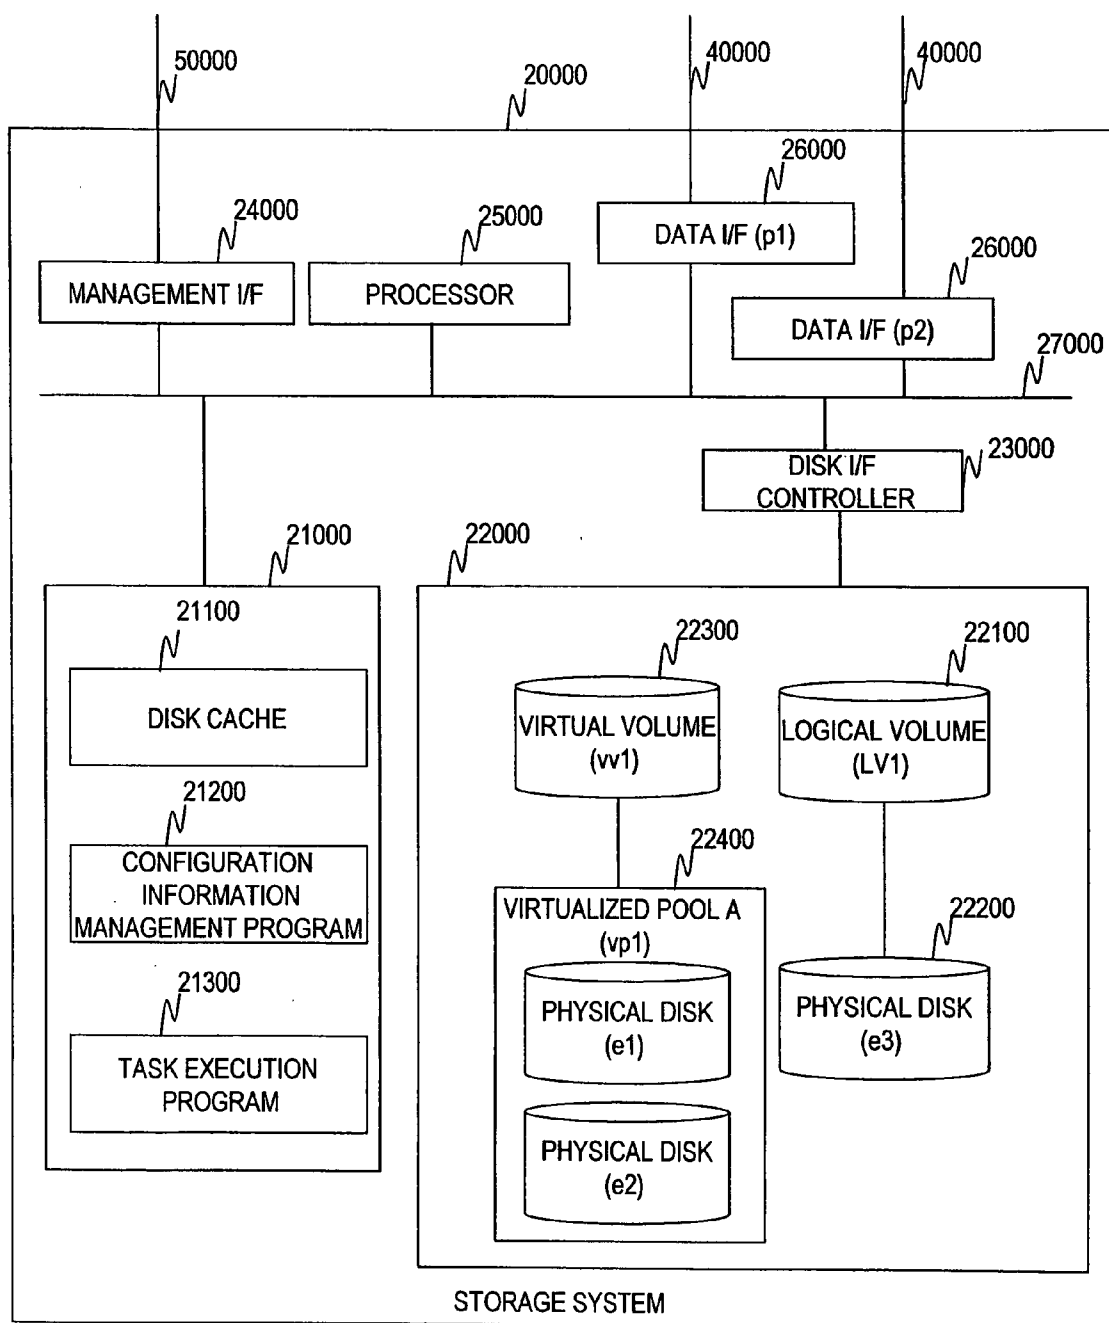 50000
20000
40000
40000
26000
24000
25000
DATA I/F (p1)
26000
MANAGEMENT I/F
PROCESSOR
DATA I/F (p2)
27000
DISK I/F
CONTROLLER
23000
21000
22000
21100
DISK CACHE
22300
22100
VIRTUAL VOLUME
(vv1)
LOGICAL VOLUME
(LV1)
21200
CONFIGURATION
INFORMATION
MANAGEMENT PROGRAM
22400
VIRTUALIZED POOL A
(vp1)
22200
21300
TASK EXECUTION
PROGRAM
PHYSICAL DISK
(e1)
PHYSICAL DISK
(e3)
PHYSICAL DISK
(e2)
STORAGE SYSTEM